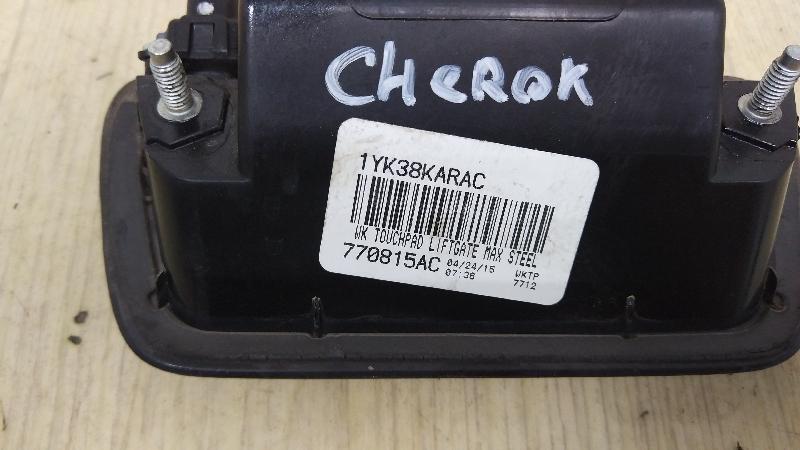 CHEROK
1YK38KARAC
WK TOUCHPAD LIFTGATE MAX STEEL
770815AC 04/24/15 WKTP
07:36 7712